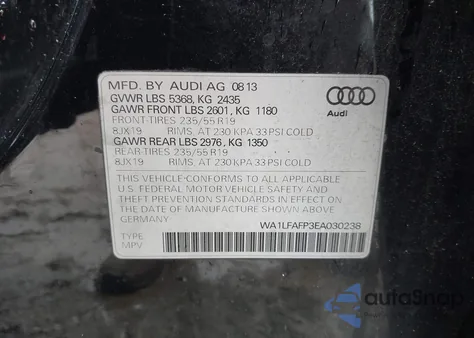 MFD. BY AUDI AG 08 13
GVWR LBS 5368, KG 2435
GAWR FRONT LBS 2601, KG 1180
FRONT-TIRES 235/55 R19
8JX19 RIMS, AT 230 KPA 33 PSI COLD
GAWR REAR LBS 2976, KG 1350
REAR-TIRES 235/55 R19
8JX19 RIMS, AT 230 KPA 33 PSI COLD
Audi
THIS VEHICLE CONFORMS TO ALL APPLICABLE
U.S. FEDERAL MOTOR VEHICLE SAFETY AND
THEFT PREVENTION STANDARDS IN EFFECT ON
THE DATE OF MANUFACTURE SHOWN ABOVE
GERMANY
WA1LFAFP3EA030238
TYPE
MPV
autoSnap